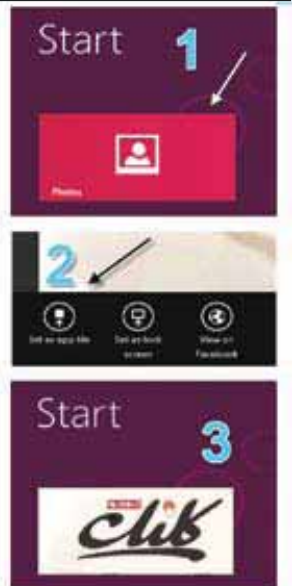 Start
1
Photos
2
Set as app tile
Set as lock
screen
View on
Facebook
Start
3
clik